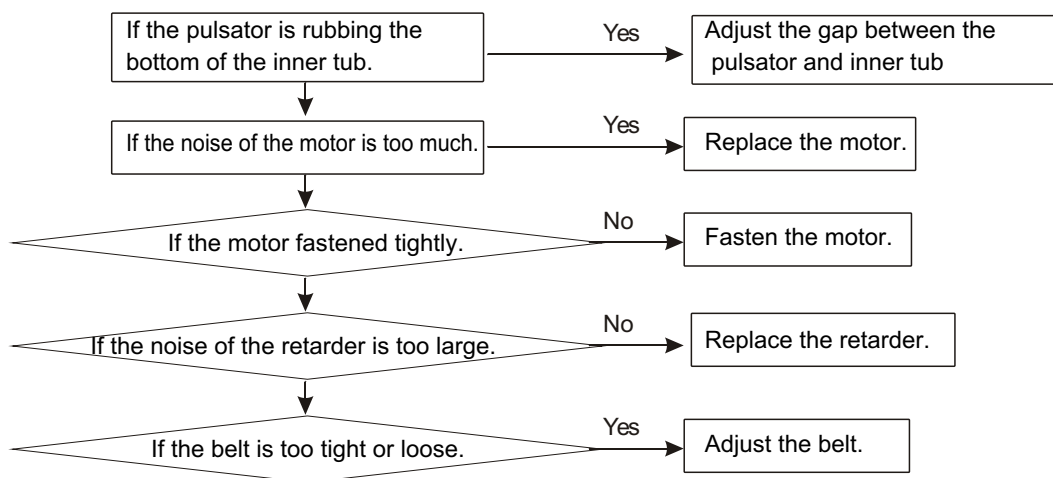 If the pulsator is rubbing the
bottom of the inner tub.
Yes
Adjust the gap between the
pulsator and inner tub
If the noise of the motor is too much.
Yes
Replace the motor.
If the motor fastened tightly.
No
Fasten the motor.
If the noise of the retarder is too large.
No
Replace the retarder.
If the belt is too tight or loose.
Yes
Adjust the belt.